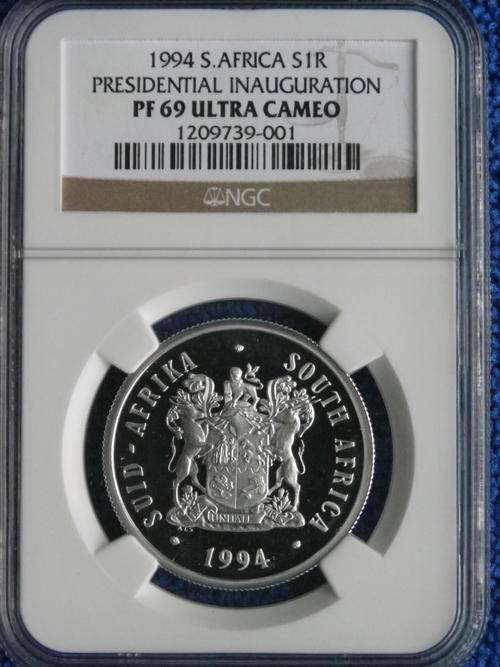 1994 S.AFRICA S1R
PRESIDENTIAL INAUGURATION
PF 69 ULTRA CAMEO
1209739-001
NGC
SUID-AFRIKA
SOUTH AFRICA
1994